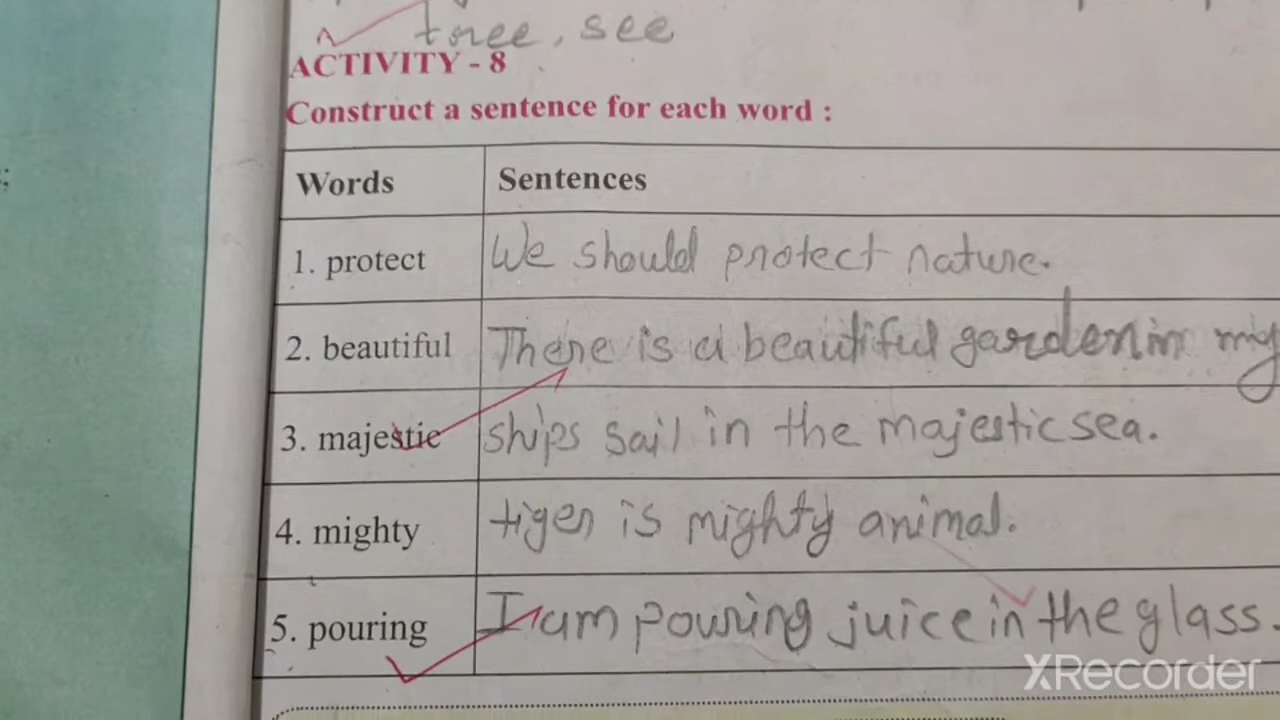 tree, see
ACTIVITY - 8
Construct a sentence for each word :
Words Sentences
1. protect We should protect nature.
2. beautiful There is a beautiful garden in my
3. majestic ships sail in the majestic sea.
4. mighty tiger is mighty animal.
5. pouring I am pouring juice in the glass.
XRecorder